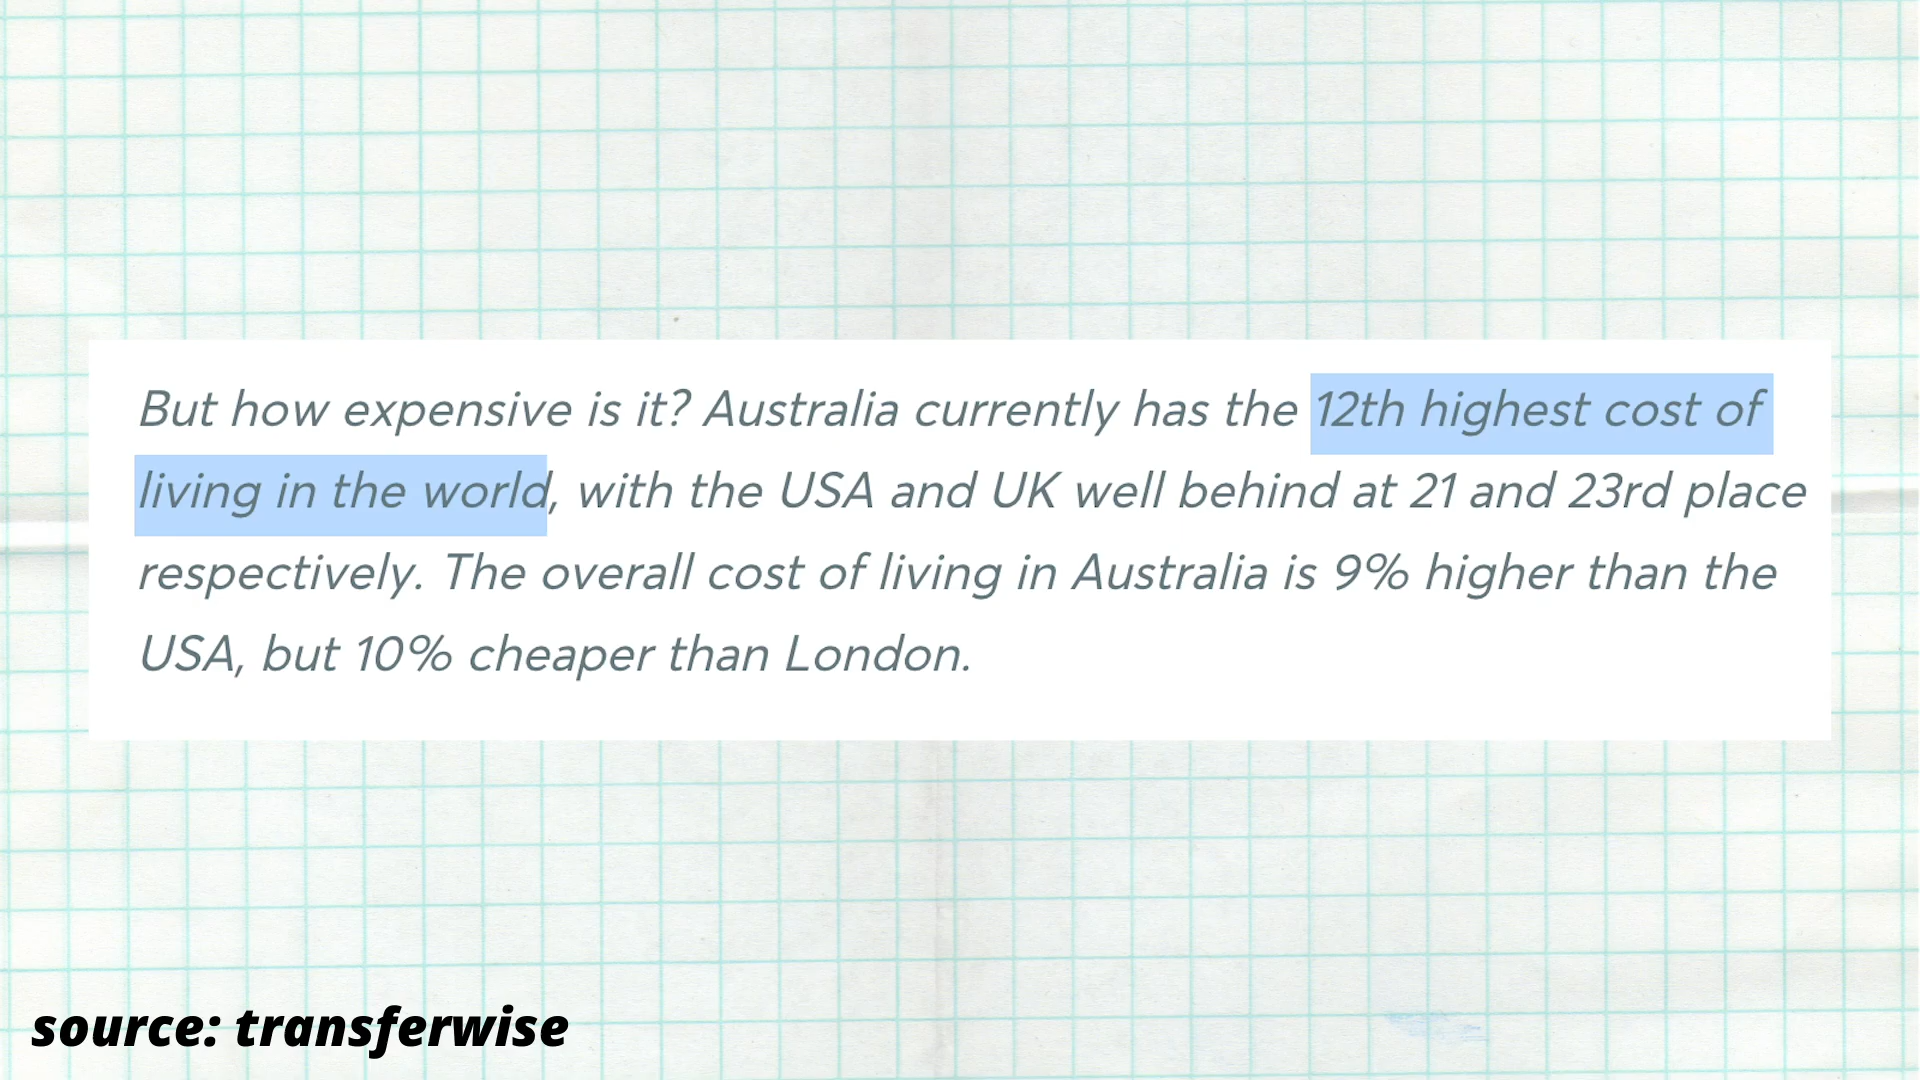 But how expensive is it? Australia currently has the 12th highest cost of
living in the world, with the USA and UK well behind at 21 and 23rd place
respectively. The overall cost of living in Australia is 9% higher than the
USA, but 10% cheaper than London.
source: transferwise